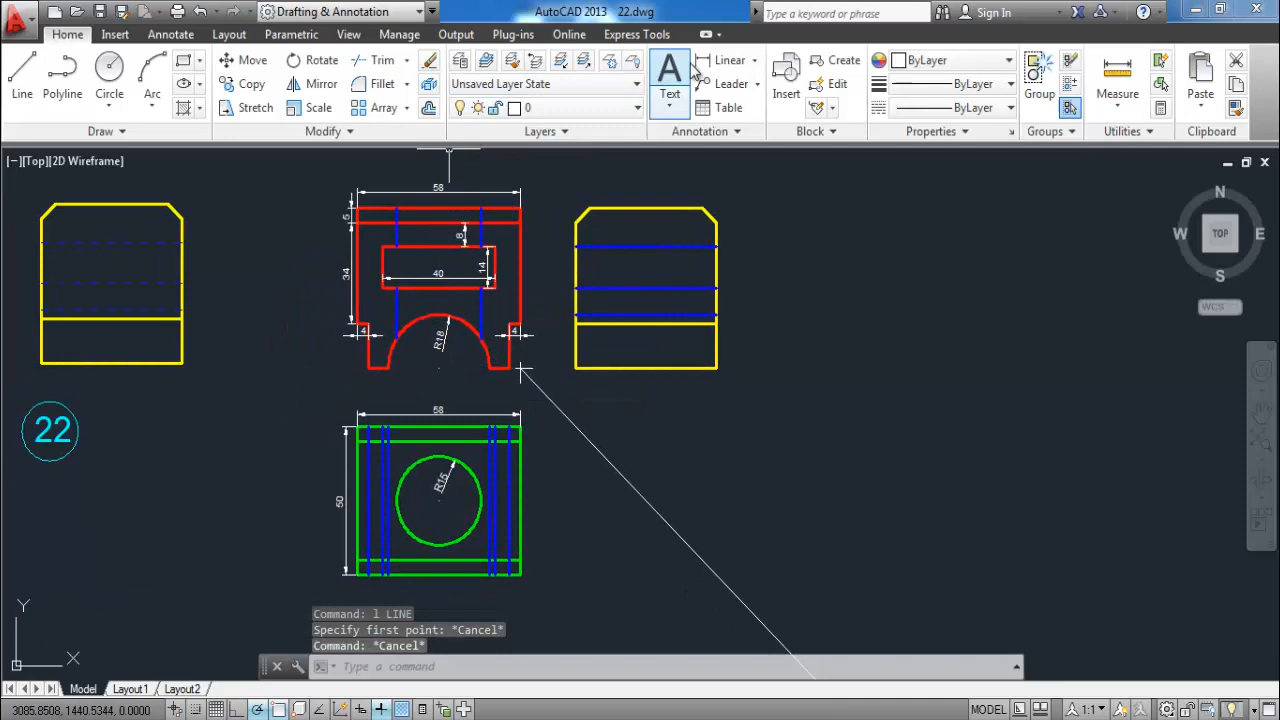 Drafting & Annotation
AutoCAD 2013 22.dwg
Type a keyword or phrase
Sign In
Home Insert Annotate Layout Parametric View Manage Output Plug-ins Online Express Tools
Line Polyline Circle Arc
Move Rotate Trim
Copy Mirror Fillet
Stretch Scale Array
Unsaved Layer State
0
A
Text
Linear
Leader
Table
Insert
Create
Edit
ByLayer
ByLayer
ByLayer
Group
Measure
Paste
Draw Modify Layers Annotation Block Properties Groups Utilities Clipboard
[−][Top][2D Wireframe]
N
W TOP E
S
WCS
58
5
8
34
14
40
4
R18
4
22
58
R15
50
Y
X
Command: l LINE
Specify first point: *Cancel*
Command: *Cancel*
Type a command
Model Layout1 Layout2
3085.8508, 1440.5344, 0.0000
MODEL
1:1